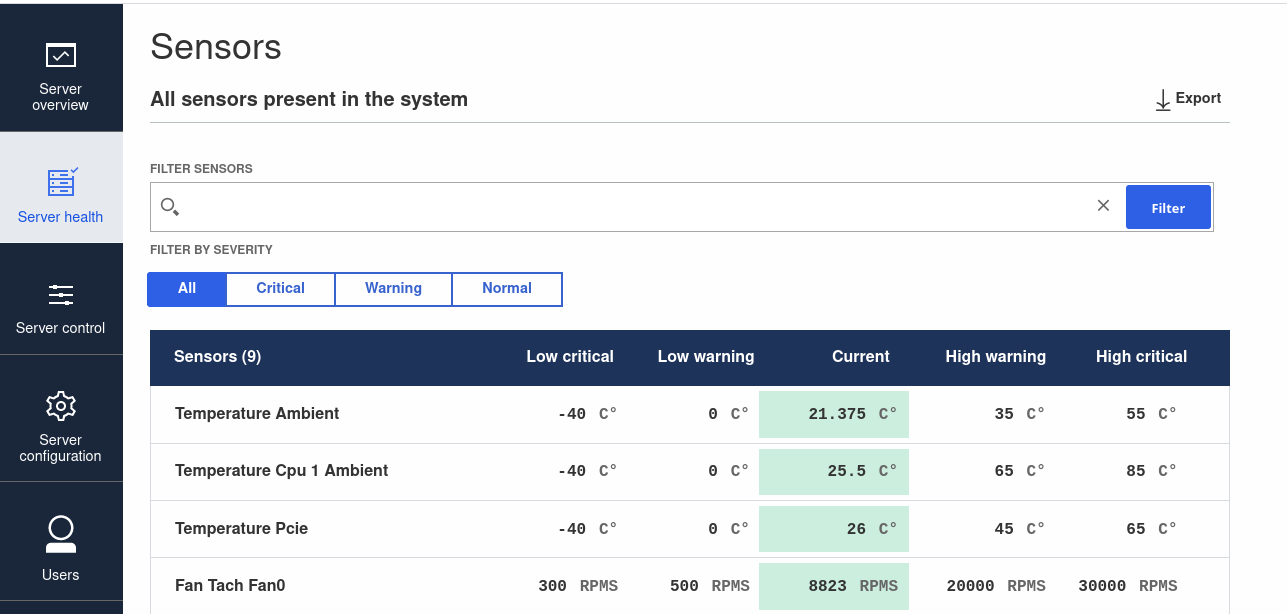 Sensors
All sensors present in the system
Export
FILTER SENSORS
Filter
FILTER BY SEVERITY
All Critical Warning Normal
Sensors (9) Low critical Low warning Current High warning High critical
Temperature Ambient -40 C° 0 C° 21.375 C° 35 C° 55 C°
Temperature Cpu 1 Ambient -40 C° 0 C° 25.5 C° 65 C° 85 C°
Temperature Pcie -40 C° 0 C° 26 C° 45 C° 65 C°
Fan Tach Fan0 300 RPMS 500 RPMS 8823 RPMS 20000 RPMS 30000 RPMS
Server
overview
Server health
Server control
Server
configuration
Users